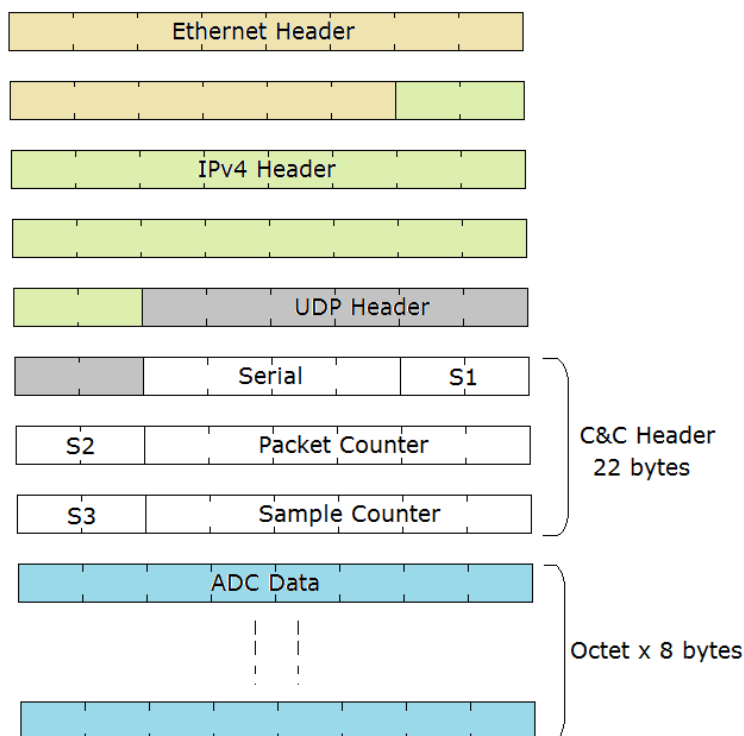 Ethernet Header
IPv4 Header
UDP Header
Serial
S1
S2
Packet Counter
C&C Header
22 bytes
S3
Sample Counter
ADC Data
Octet x 8 bytes